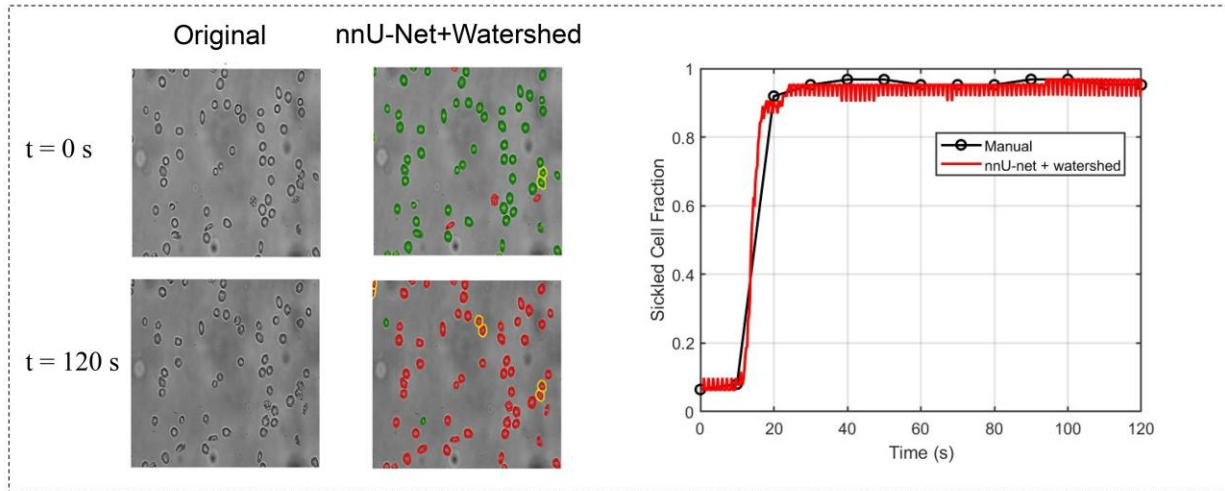 Original
nnU-Net+Watershed
t = 0 s
t = 120 s
Sickled Cell Fraction
1
0.8
0.6
0.4
0.2
0
Manual
nnU-net + watershed
0 20 40 60 80 100 120
Time (s)